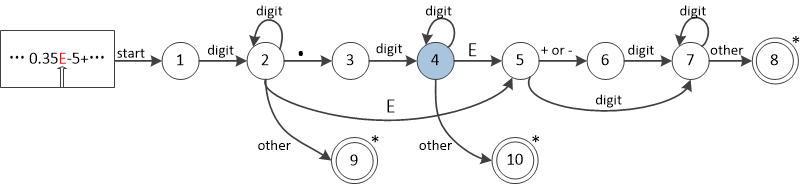 digit digit digit
··· 0.35E-5+··· start 1 digit 2 . 3 digit 4 E 5 + or - 6 digit 7 other 8 *
E digit
other 9 * other 10 *